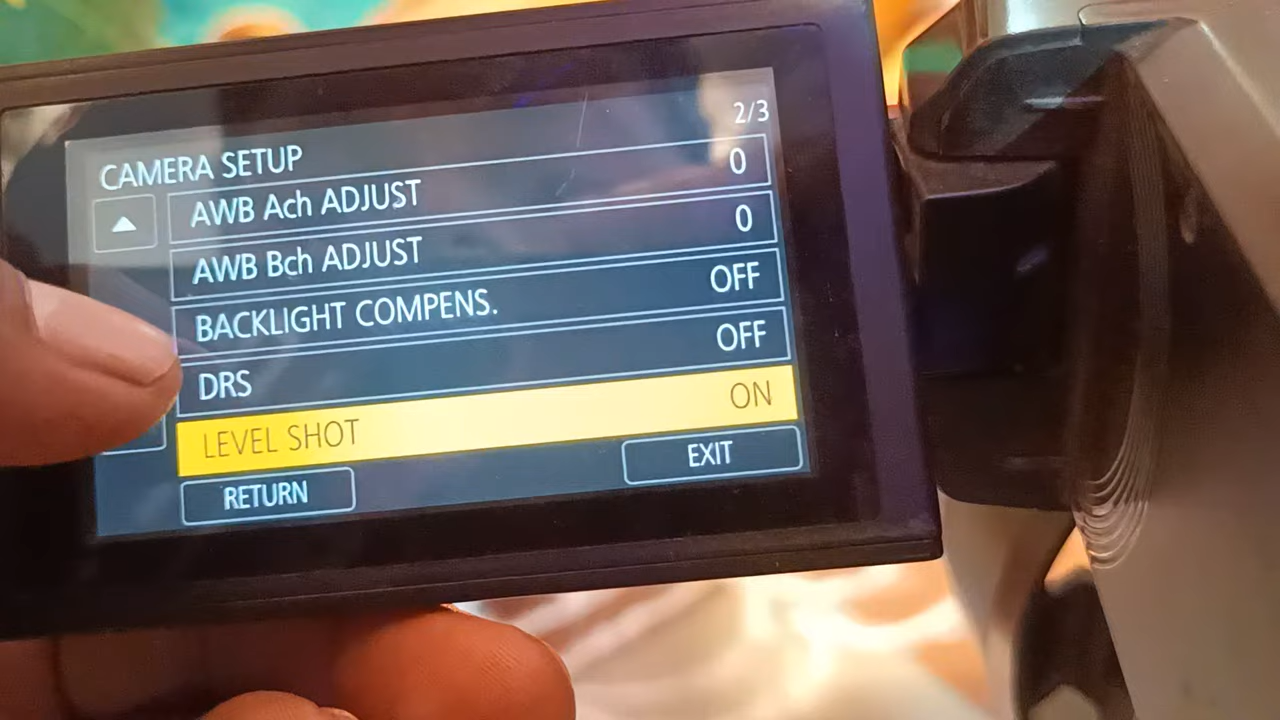 2/3
CAMERA SETUP
AWB Ach ADJUST 0
AWB Bch ADJUST 0
BACKLIGHT COMPENS. OFF
DRS OFF
LEVEL SHOT ON
RETURN EXIT